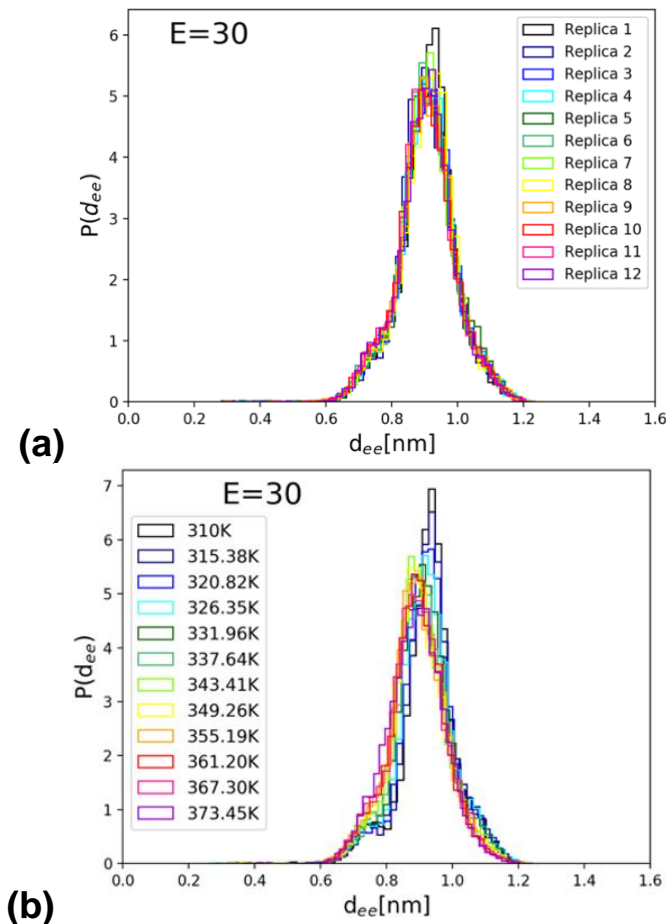 E=30
Replica 1
Replica 2
Replica 3
Replica 4
Replica 5
Replica 6
Replica 7
Replica 8
Replica 9
Replica 10
Replica 11
Replica 12
P(dee)
6
5
4
3
2
1
0
0.0 0.2 0.4 0.6 0.8 1.0 1.2 1.4 1.6
dee[nm]
(a)
E=30
310K
315.38K
320.82K
326.35K
331.96K
337.64K
343.41K
349.26K
355.19K
361.20K
367.30K
373.45K
P(dee)
7
6
5
4
3
2
1
0
0.0 0.2 0.4 0.6 0.8 1.0 1.2 1.4 1.6
dee[nm]
(b)